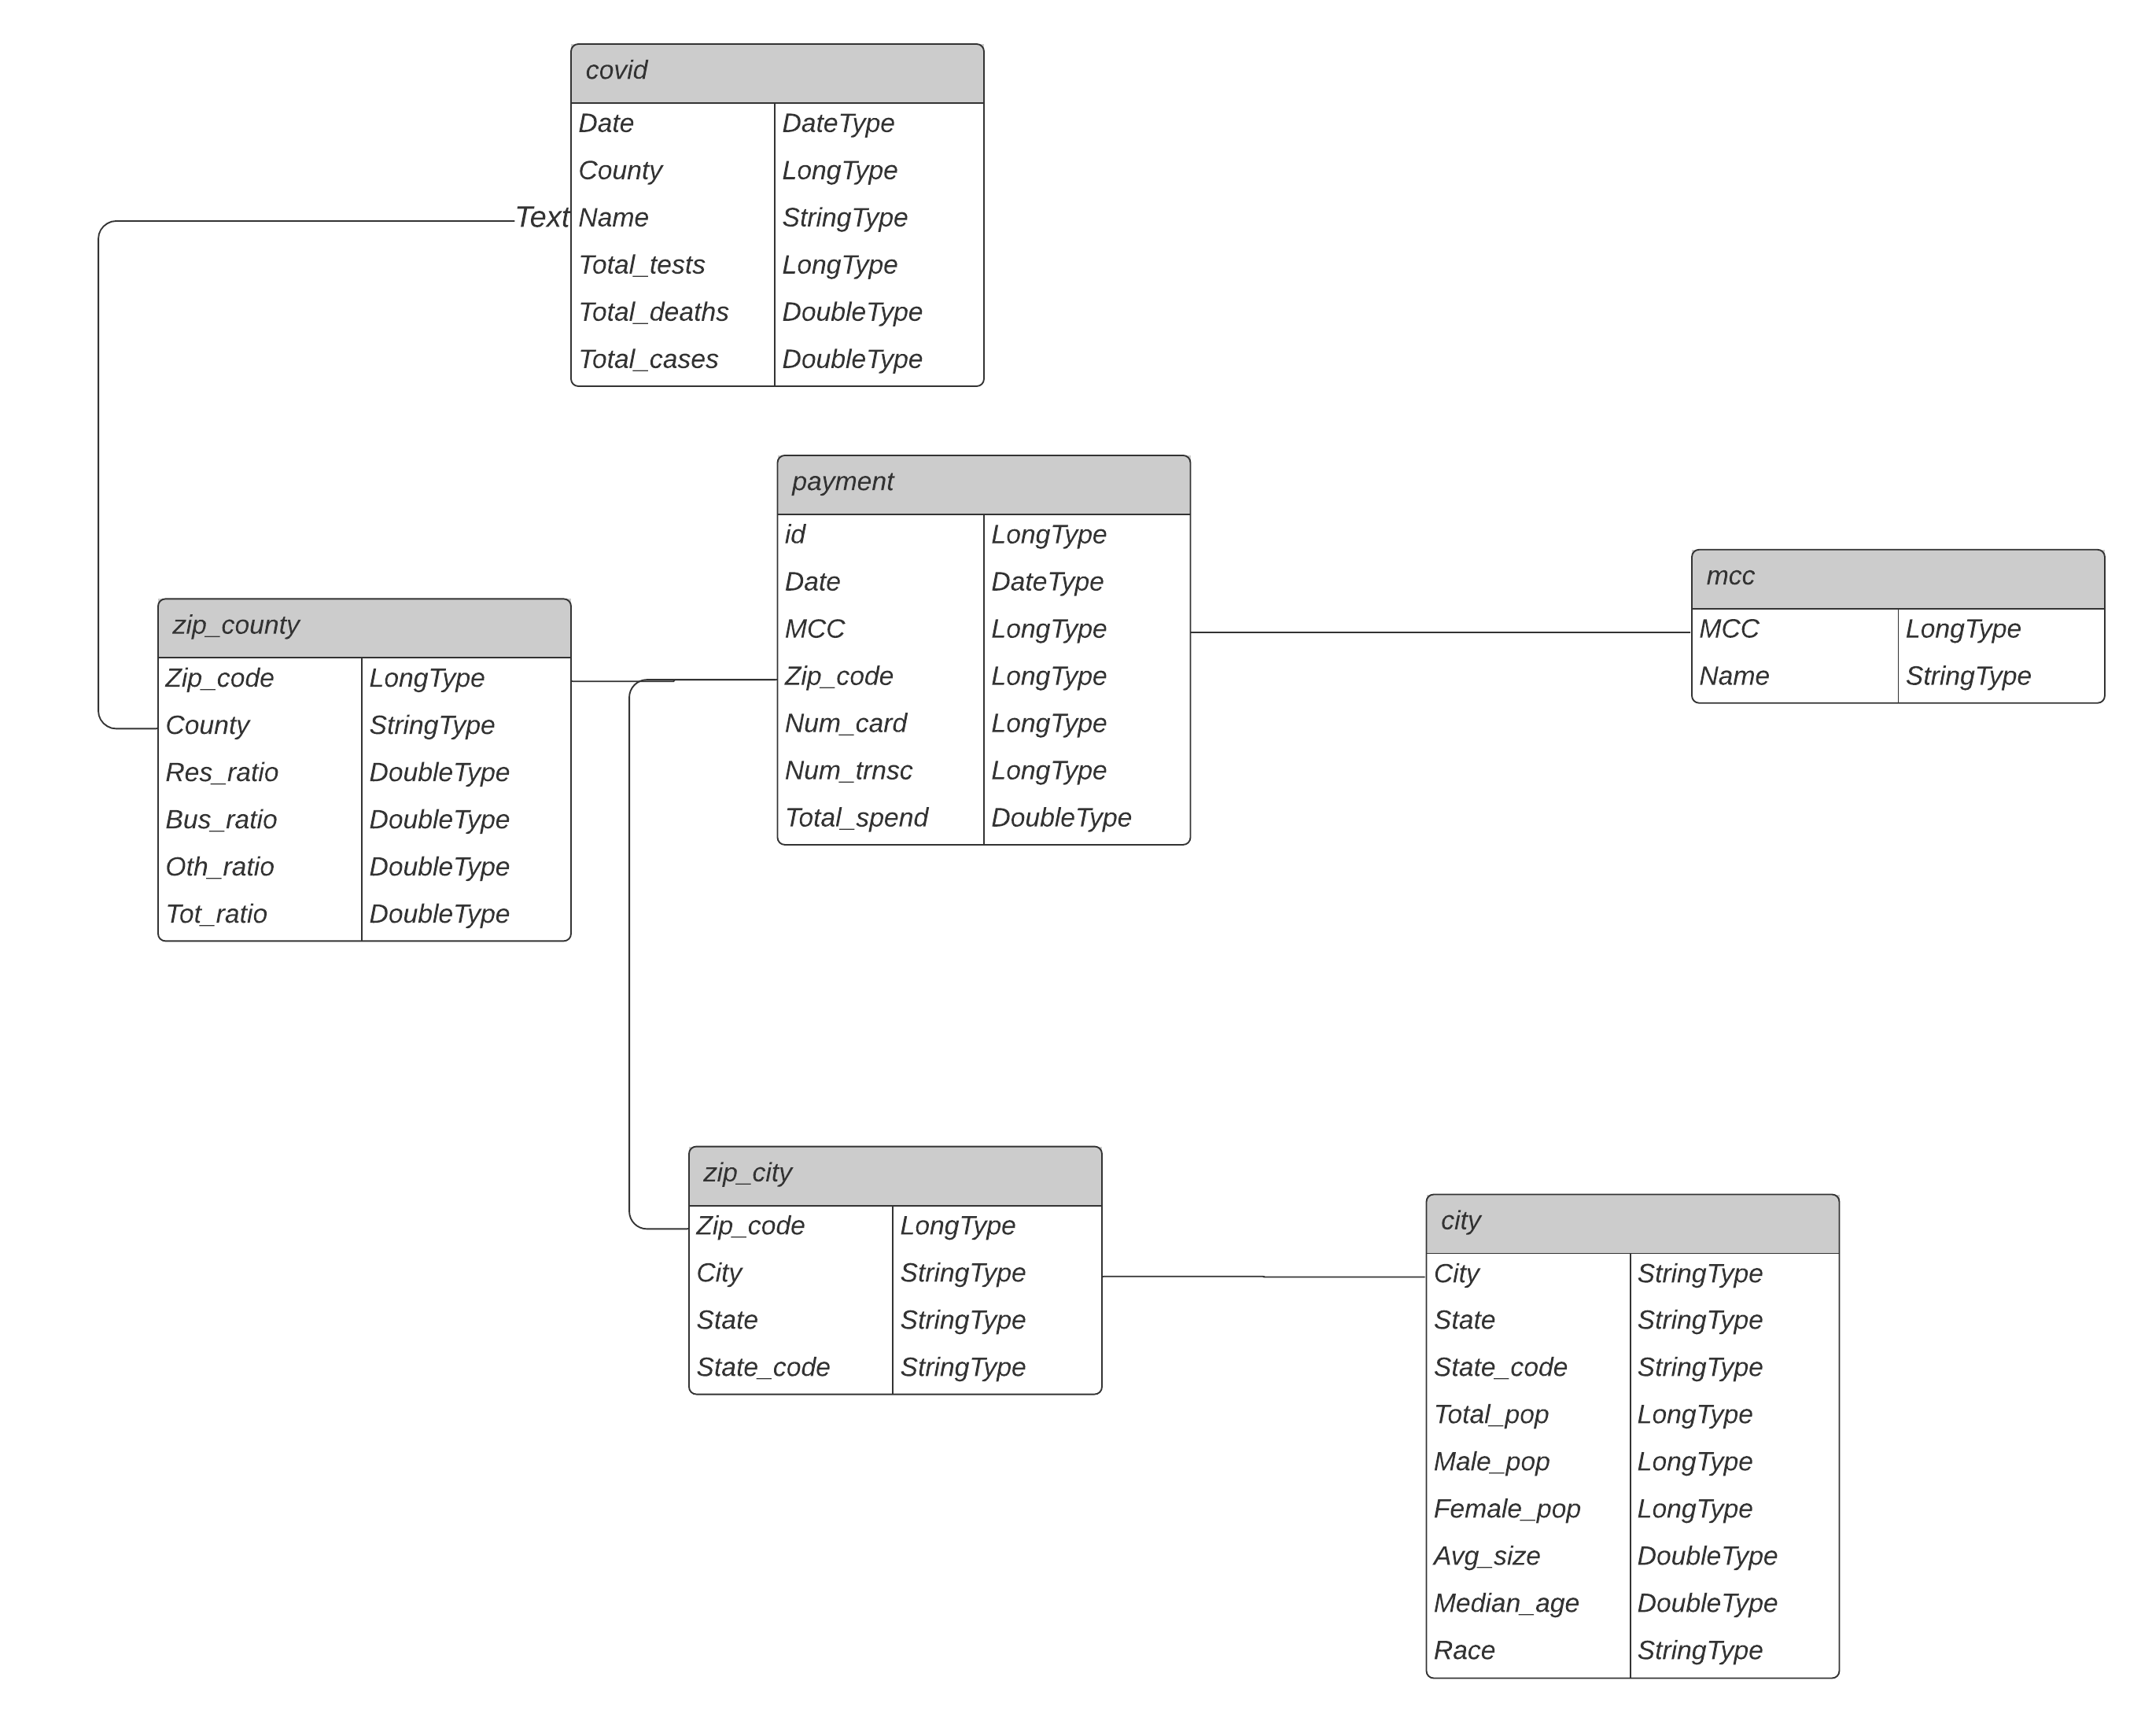 covid
Date DateType
County LongType
Text Name StringType
Total_tests LongType
Total_deaths DoubleType
Total_cases DoubleType
payment
id LongType
Date DateType
MCC LongType
Zip_code LongType
Num_card LongType
Num_trnsc LongType
Total_spend DoubleType
mcc
MCC LongType
Name StringType
zip_county
Zip_code LongType
County StringType
Res_ratio DoubleType
Bus_ratio DoubleType
Oth_ratio DoubleType
Tot_ratio DoubleType
zip_city
Zip_code LongType
City StringType
State StringType
State_code StringType
city
City StringType
State StringType
State_code StringType
Total_pop LongType
Male_pop LongType
Female_pop LongType
Avg_size DoubleType
Median_age DoubleType
Race StringType